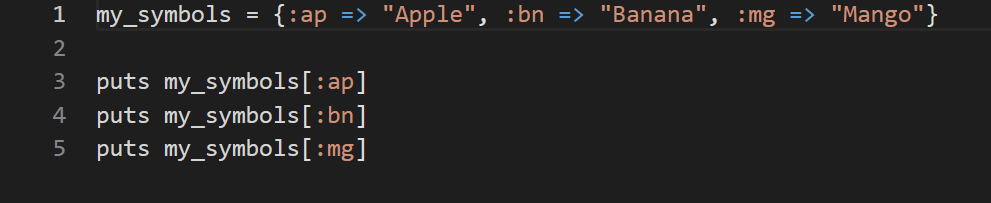 1 my_symbols = {:ap => "Apple", :bn => "Banana", :mg => "Mango"}
2
3 puts my_symbols[:ap]
4 puts my_symbols[:bn]
5 puts my_symbols[:mg]